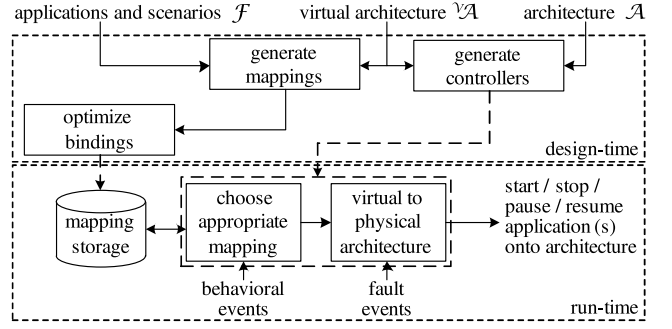 applications and scenarios ℱ
virtual architecture 𝒱𝒜
architecture 𝒜
generate
mappings
generate
controllers
optimize
bindings
design-time
mapping
storage
choose
appropriate
mapping
virtual to
physical
architecture
start / stop /
pause / resume
application (s)
onto architecture
behavioral
events
fault
events
run-time